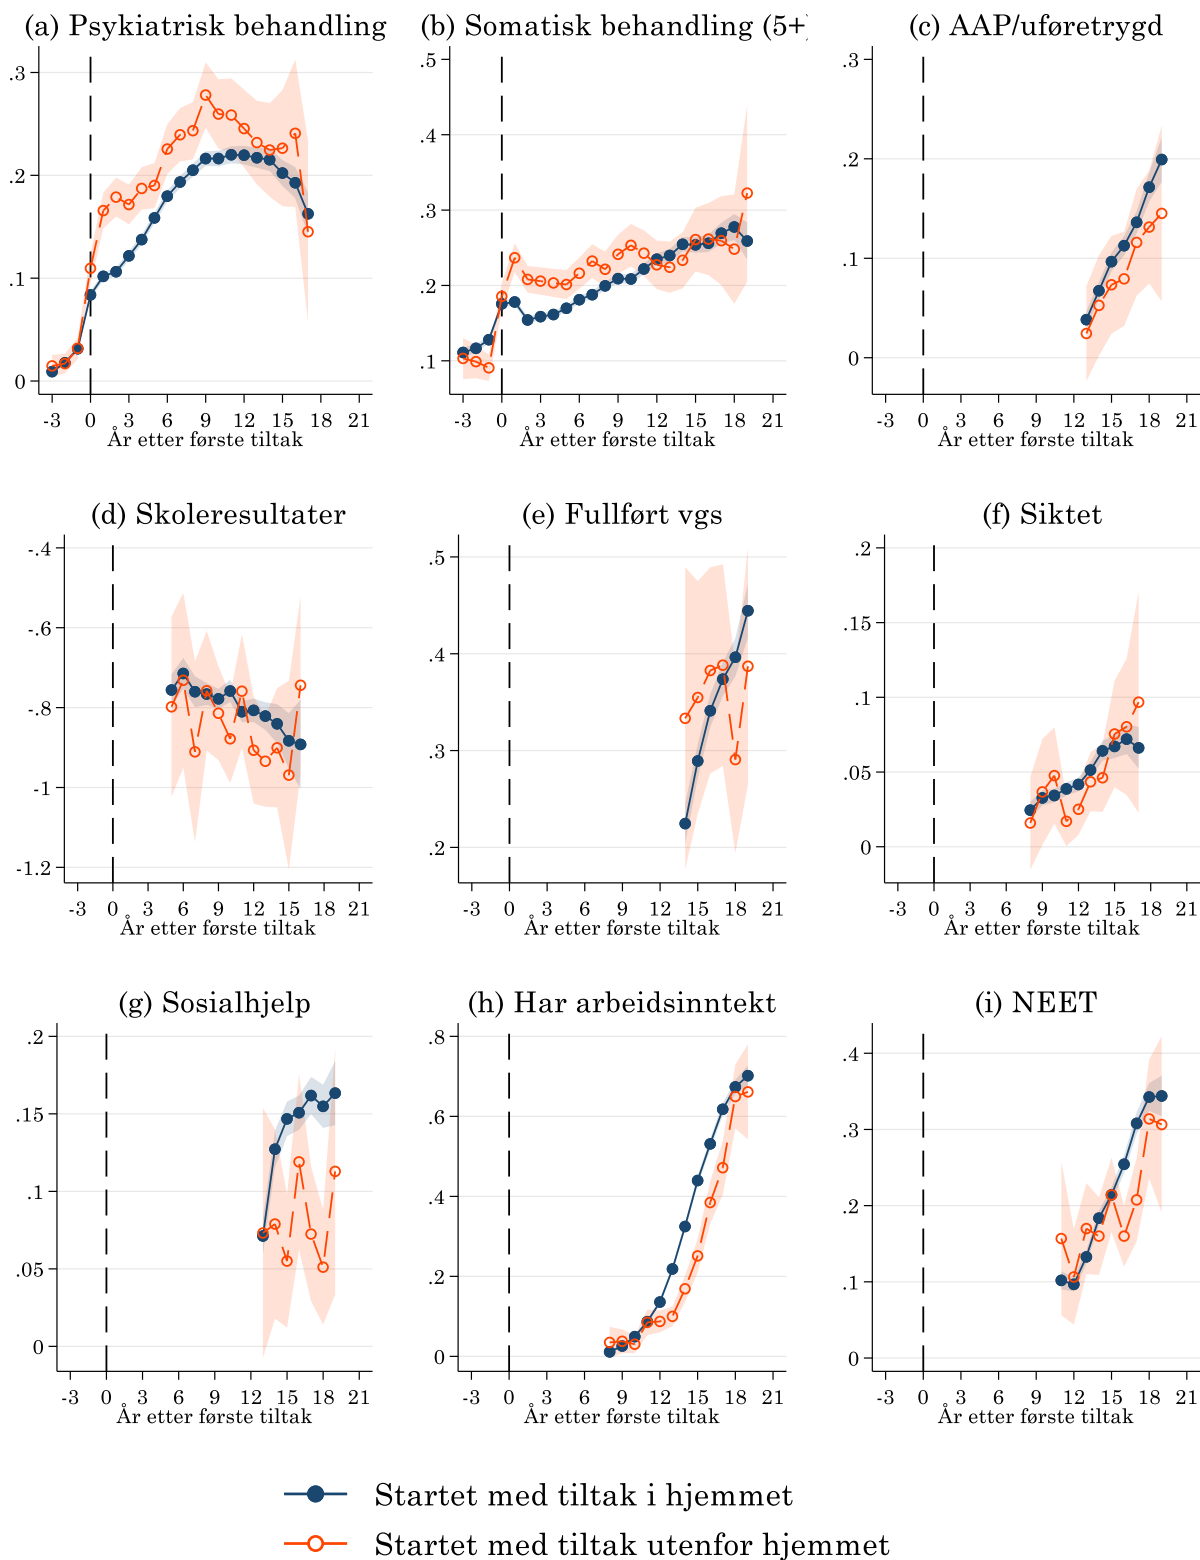 (a) Psykiatrisk behandling
(b) Somatisk behandling (5+)
(c) AAP/uføretrygd
.3
.2
.1
0
-3 0 3 6 9 12 15 18 21
År etter første tiltak
.5
.4
.3
.2
.1
-3 0 3 6 9 12 15 18 21
År etter første tiltak
.3
.2
.1
0
-3 0 3 6 9 12 15 18 21
År etter første tiltak
(d) Skoleresultater
(e) Fullført vgs
(f) Siktet
-.4
-.6
-.8
-1
-1.2
-3 0 3 6 9 12 15 18 21
År etter første tiltak
.5
.4
.3
.2
-3 0 3 6 9 12 15 18 21
År etter første tiltak
.2
.15
.1
.05
0
-3 0 3 6 9 12 15 18 21
År etter første tiltak
(g) Sosialhjelp
(h) Har arbeidsinntekt
(i) NEET
.2
.15
.1
.05
0
-3 0 3 6 9 12 15 18 21
År etter første tiltak
.8
.6
.4
.2
0
-3 0 3 6 9 12 15 18 21
År etter første tiltak
.4
.3
.2
.1
0
-3 0 3 6 9 12 15 18 21
År etter første tiltak
Startet med tiltak i hjemmet
Startet med tiltak utenfor hjemmet